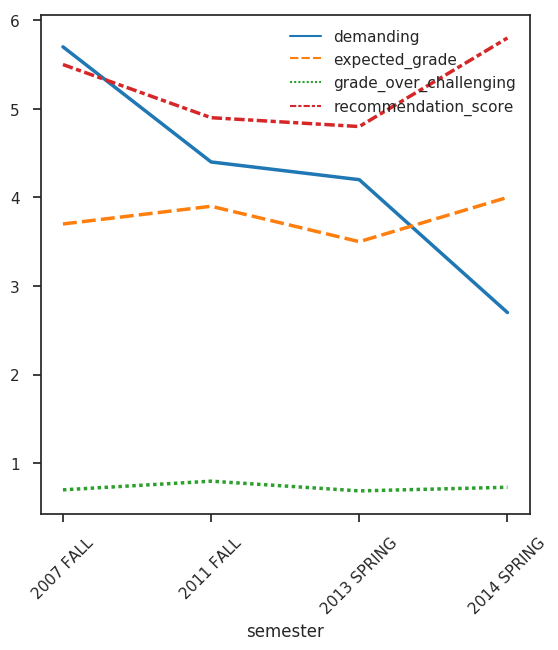 6
demanding
expected_grade
grade_over_challenging
recommendation_score
5
4
3
2
1
2007 FALL
2011 FALL
2013 SPRING
2014 SPRING
semester